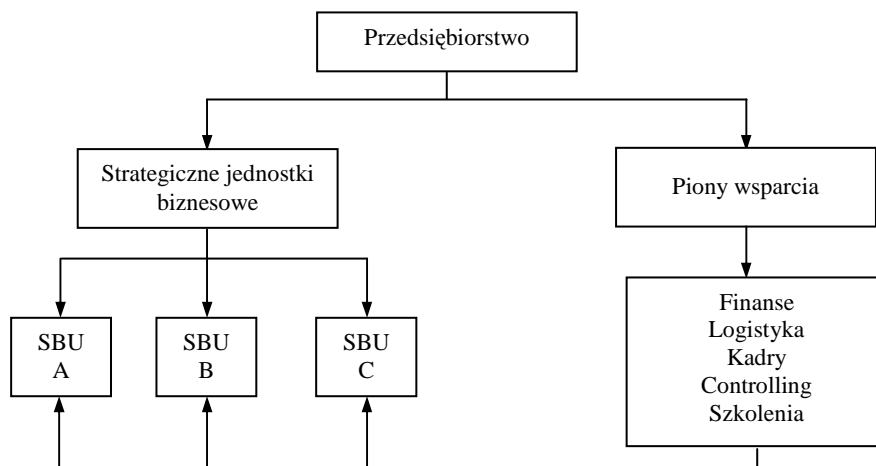 Przedsiębiorstwo
Strategiczne jednostki
biznesowe
Piony wsparcia
SBU
A
SBU
B
SBU
C
Finanse
Logistyka
Kadry
Controlling
Szkolenia